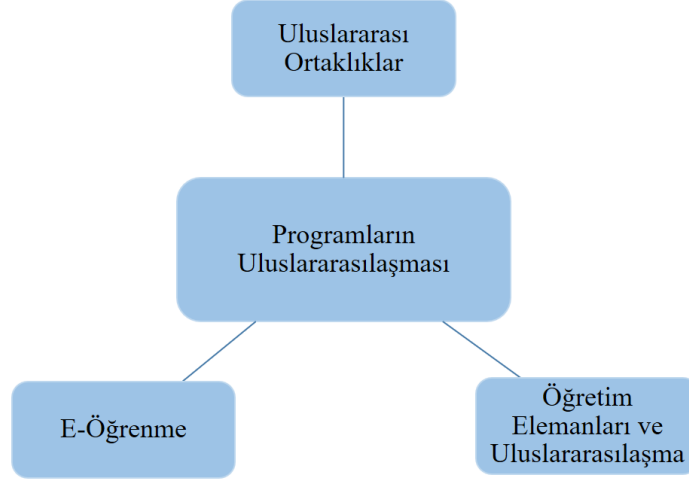 Uluslararası
Ortaklıklar
Programların
Uluslararasılaşması
E-Öğrenme
Öğretim
Elemanları ve
Uluslararasılaşma